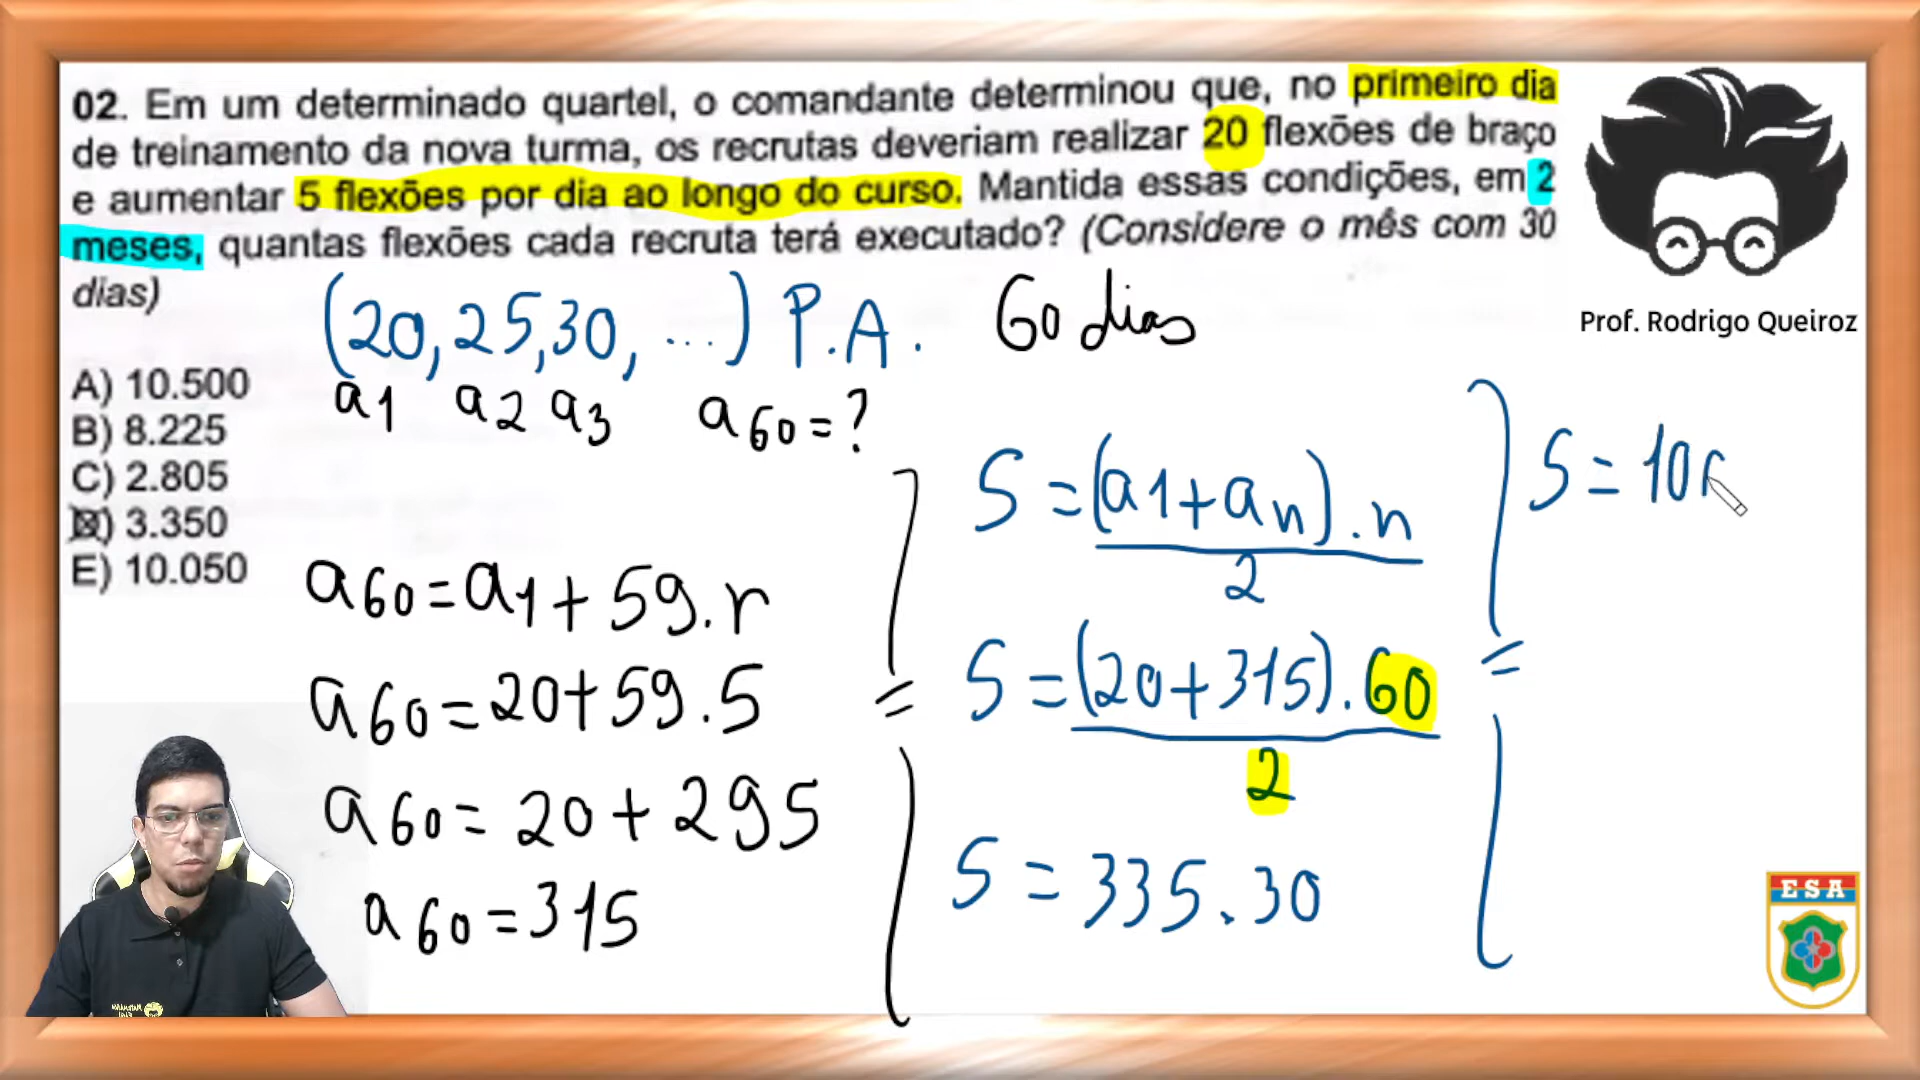 02. Em um determinado quartel, o comandante determinou que, no primeiro dia
de treinamento da nova turma, os recrutas deveriam realizar 20 flexões de braço
e aumentar 5 flexões por dia ao longo do curso. Mantida essas condições, em 2
meses, quantas flexões cada recruta terá executado? (Considere o mês com 30
dias)
Prof. Rodrigo Queiroz
(20, 25, 30, ...) P.A.
60 dias
a1 a2 a3 a60=?
A) 10.500
B) 8.225
C) 2.805
D) 3.350
E) 10.050
a60=a1+59.r
a60=20+59.5
a60=20+295
a60=315
S=(a1+an).n
2
S=(20+315).60
2
S=335.30
S=10
ESA